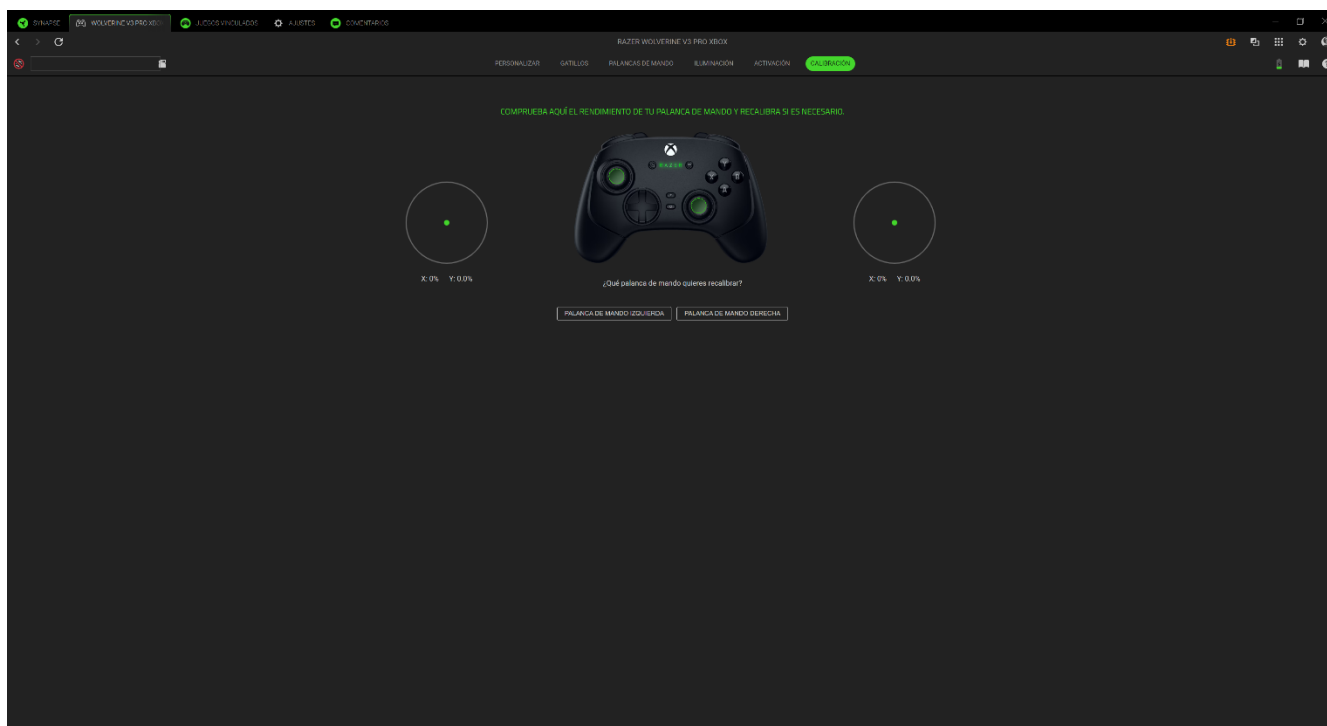 SYNAPSE WOLVERINE V3 PRO XBO JUEGOS VINCULADOS AJUSTES COMENTARIOS
RAZER WOLVERINE V3 PRO XBOX
PERSONALIZAR GATILLOS PALANCAS DE MANDO ILUMINACIÓN ACTIVACIÓN CALIBRACIÓN
COMPRUEBA AQUÍ EL RENDIMIENTO DE TU PALANCA DE MANDO Y RECALIBRA SI ES NECESARIO.
RAZER
Y
X B
A
X: 0% Y: 0.0%
¿Qué palanca de mando quieres recalibrar?
X: 0% Y: 0.0%
PALANCA DE MANDO IZQUIERDA PALANCA DE MANDO DERECHA